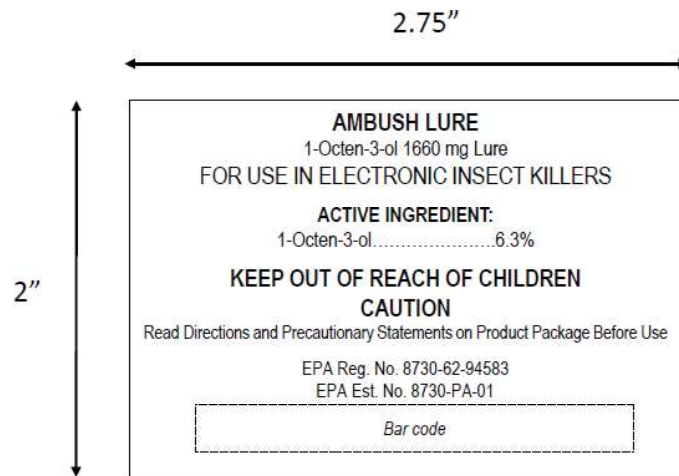 2.75”
2”
AMBUSH LURE
1-Octen-3-ol 1660 mg Lure
FOR USE IN ELECTRONIC INSECT KILLERS
ACTIVE INGREDIENT:
1-Octen-3-ol……………………6.3%
KEEP OUT OF REACH OF CHILDREN
CAUTION
Read Directions and Precautionary Statements on Product Package Before Use
EPA Reg. No. 8730-62-94583
EPA Est. No. 8730-PA-01
Bar code